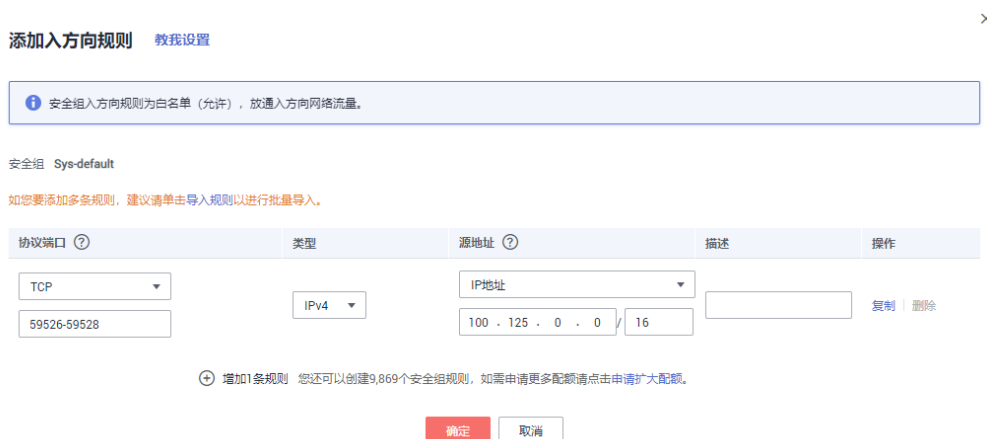 添加入方向规则 教我设置
安全组入方向规则为白名单（允许），放通入方向网络流量。
安全组 Sys-default
如您要添加多条规则，建议请单击导入规则以进行批量导入。
协议端口 ? 类型 源地址 ? 描述 操作
TCP IP地址
IPv4 复制 删除
59526-59528 100 . 125 . 0 . 0 / 16
增加1条规则 您还可以创建9,869个安全组规则，如需申请更多配额请点击申请扩大配额。
确定 取消